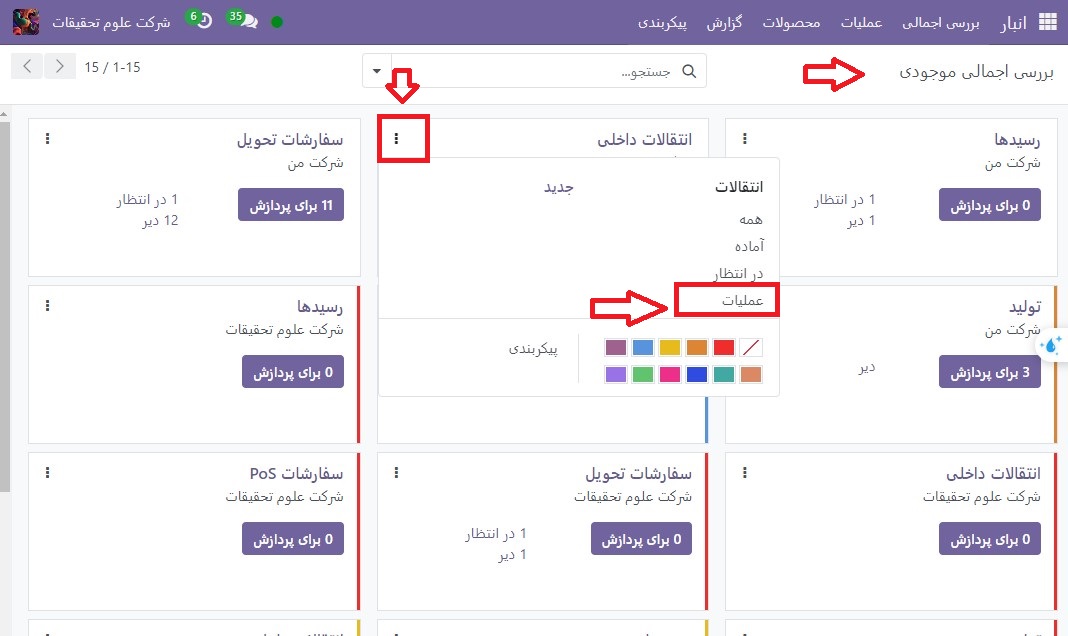 انبار بررسی اجمالی عملیات محصولات گزارش پیکربندی 35 6 شرکت علوم تحقیقات
بررسی اجمالی موجودی
جستجو...
15 / 1-15
رسیدها
شرکت من
0 برای پردازش
1 در انتظار
1 دیر
انتقالات داخلی
انتقالات
جدید
همه
آماده
در انتظار
عملیات
پیکربندی
سفارشات تحویل
شرکت من
11 برای پردازش
1 در انتظار
12 دیر
تولید
شرکت من
3 برای پردازش
دیر
رسیدها
شرکت علوم تحقیقات
0 برای پردازش
انتقالات داخلی
شرکت علوم تحقیقات
0 برای پردازش
سفارشات تحویل
شرکت علوم تحقیقات
0 برای پردازش
1 در انتظار
1 دیر
سفارشات PoS
شرکت علوم تحقیقات
0 برای پردازش